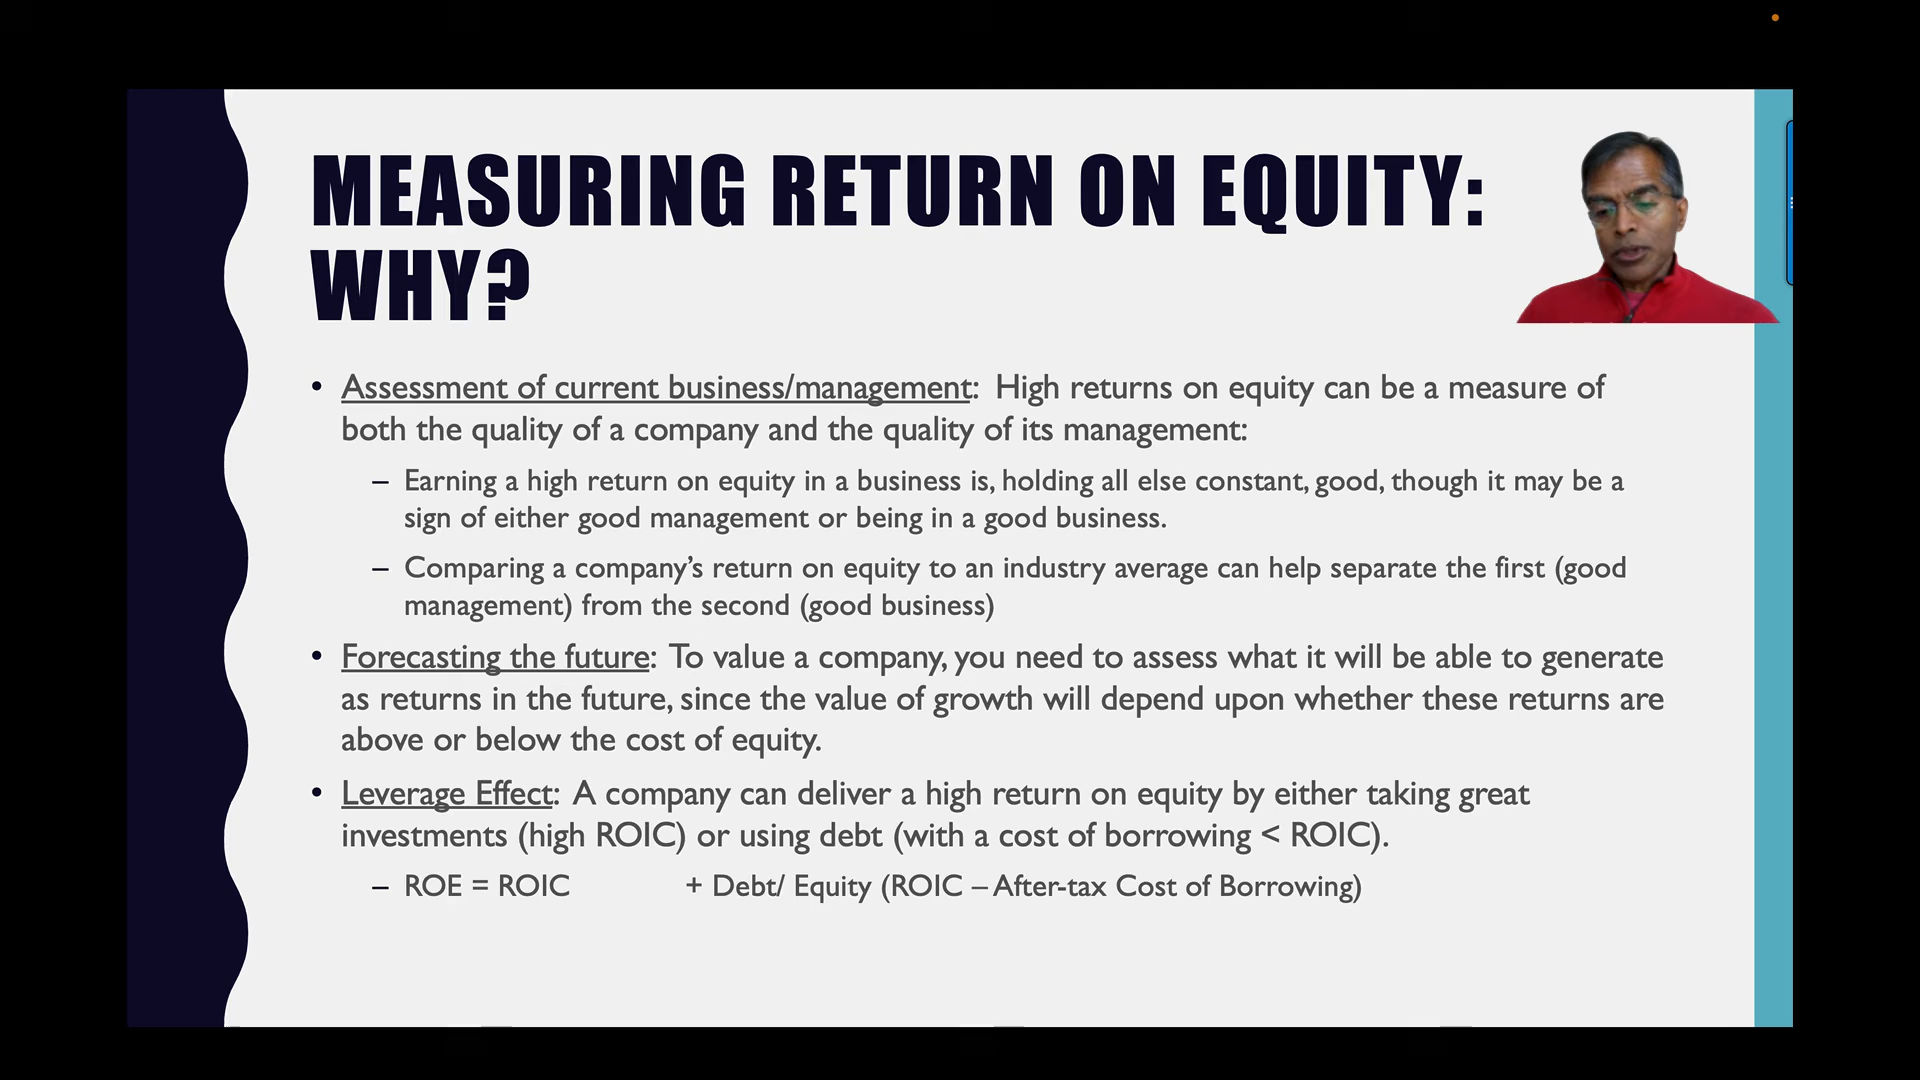 MEASURING RETURN ON EQUITY:
WHY?
• Assessment of current business/management: High returns on equity can be a measure of
both the quality of a company and the quality of its management:
– Earning a high return on equity in a business is, holding all else constant, good, though it may be a
sign of either good management or being in a good business.
– Comparing a company’s return on equity to an industry average can help separate the first (good
management) from the second (good business)
• Forecasting the future: To value a company, you need to assess what it will be able to generate
as returns in the future, since the value of growth will depend upon whether these returns are
above or below the cost of equity.
• Leverage Effect: A company can deliver a high return on equity by either taking great
investments (high ROIC) or using debt (with a cost of borrowing < ROIC).
– ROE = ROIC + Debt/ Equity (ROIC – After-tax Cost of Borrowing)